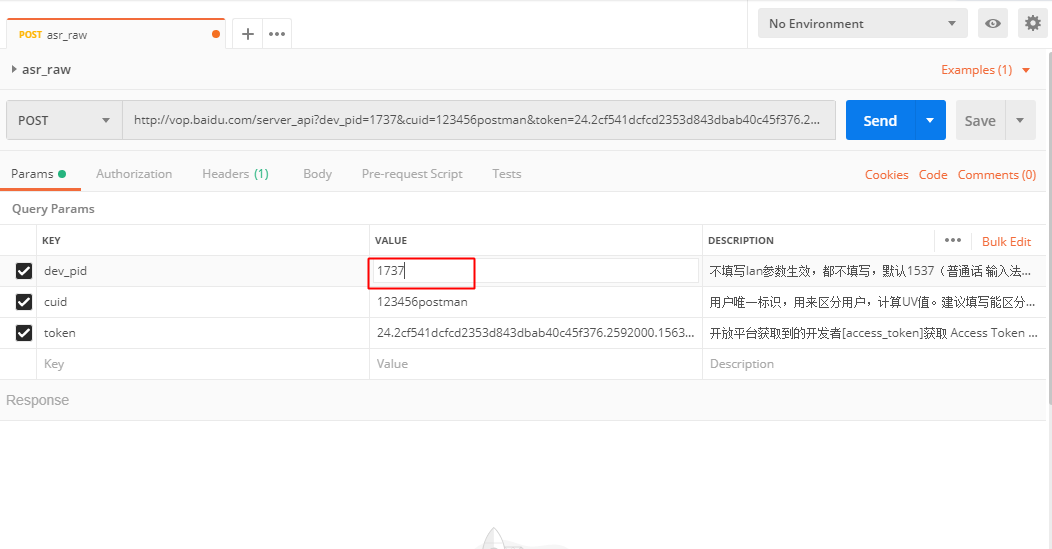 POST asr_raw
No Environment
asr_raw
Examples (1)
POST
http://vop.baidu.com/server_api?dev_pid=1737&cuid=123456postman&token=24.2cf541dcfcd2353d843dbab40c45f376.2...
Send
Save
Params
Authorization
Headers (1)
Body
Pre-request Script
Tests
Cookies
Code
Comments (0)
Query Params
KEY VALUE DESCRIPTION ••• Bulk Edit
dev_pid 1737 不填写lan参数生效，都不填写，默认1537（普通话 输入法...
cuid 123456postman 用户唯一标识，用来区分用户，计算UV值。建议填写能区分...
token 24.2cf541dcfcd2353d843dbab40c45f376.2592000.1563... 开放平台获取到的开发者[access_token]获取 Access Token ...
Key Value Description
Response